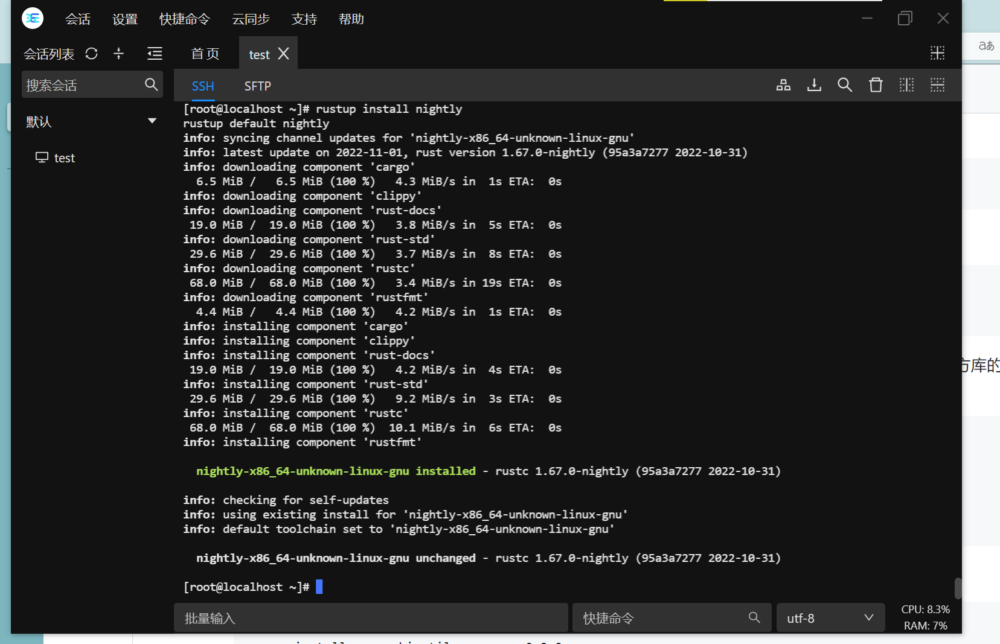 会话 设置 快捷命令 云同步 支持 帮助
会话列表 首页 test
aあ
搜索会话
SSH SFTP
默认
test
[root@localhost ~]# rustup install nightly
rustup default nightly
info: syncing channel updates for 'nightly-x86_64-unknown-linux-gnu'
info: latest update on 2022-11-01, rust version 1.67.0-nightly (95a3a7277 2022-10-31)
info: downloading component 'cargo'
6.5 MiB / 6.5 MiB (100 %) 4.3 MiB/s in 1s ETA: 0s
info: downloading component 'clippy'
info: downloading component 'rust-docs'
19.0 MiB / 19.0 MiB (100 %) 3.8 MiB/s in 5s ETA: 0s
info: downloading component 'rust-std'
29.6 MiB / 29.6 MiB (100 %) 3.7 MiB/s in 8s ETA: 0s
info: downloading component 'rustc'
68.0 MiB / 68.0 MiB (100 %) 3.4 MiB/s in 19s ETA: 0s
info: downloading component 'rustfmt'
4.4 MiB / 4.4 MiB (100 %) 4.2 MiB/s in 1s ETA: 0s
info: installing component 'cargo'
info: installing component 'clippy'
info: installing component 'rust-docs'
19.0 MiB / 19.0 MiB (100 %) 4.2 MiB/s in 4s ETA: 0s
info: installing component 'rust-std'
29.6 MiB / 29.6 MiB (100 %) 9.2 MiB/s in 3s ETA: 0s
info: installing component 'rustc'
68.0 MiB / 68.0 MiB (100 %) 10.1 MiB/s in 6s ETA: 0s
info: installing component 'rustfmt'
nightly-x86_64-unknown-linux-gnu installed - rustc 1.67.0-nightly (95a3a7277 2022-10-31)
info: checking for self-updates
info: using existing install for 'nightly-x86_64-unknown-linux-gnu'
info: default toolchain set to 'nightly-x86_64-unknown-linux-gnu'
nightly-x86_64-unknown-linux-gnu unchanged - rustc 1.67.0-nightly (95a3a7277 2022-10-31)
[root@localhost ~]#
方库的
批量输入 快捷命令 utf-8
CPU: 8.3%
RAM: 7%